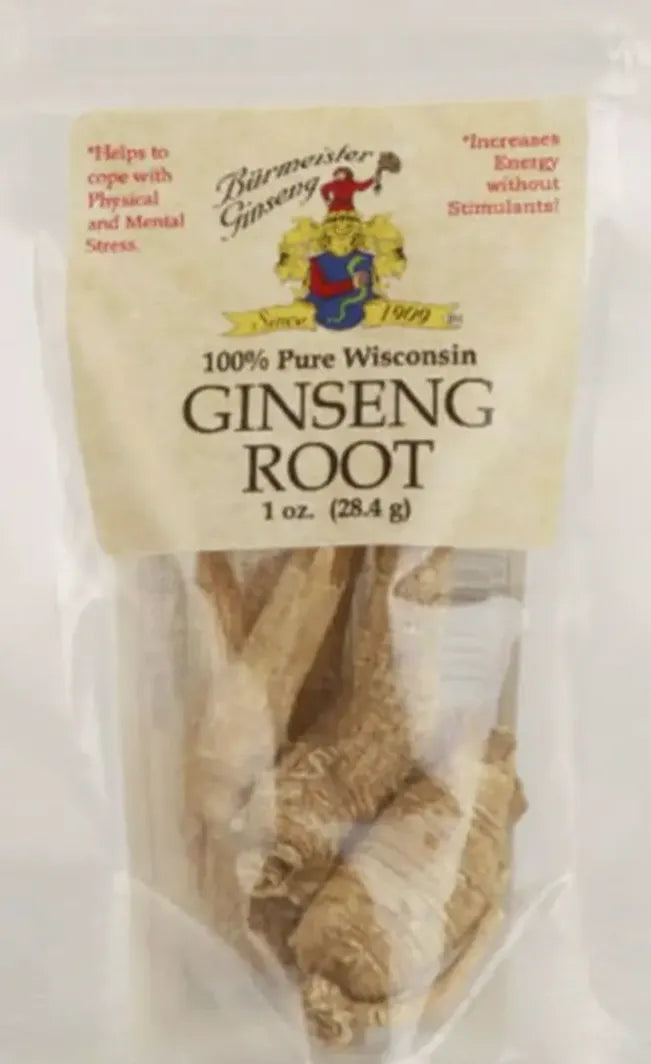 *Helps to
cope with
Physical
and Mental
Stress.
Bürmeister
Ginseng
*Increases
Energy
without
Stimulants!
Since 1909
100% Pure Wisconsin
GINSENG
ROOT
1 oz. (28.4 g)